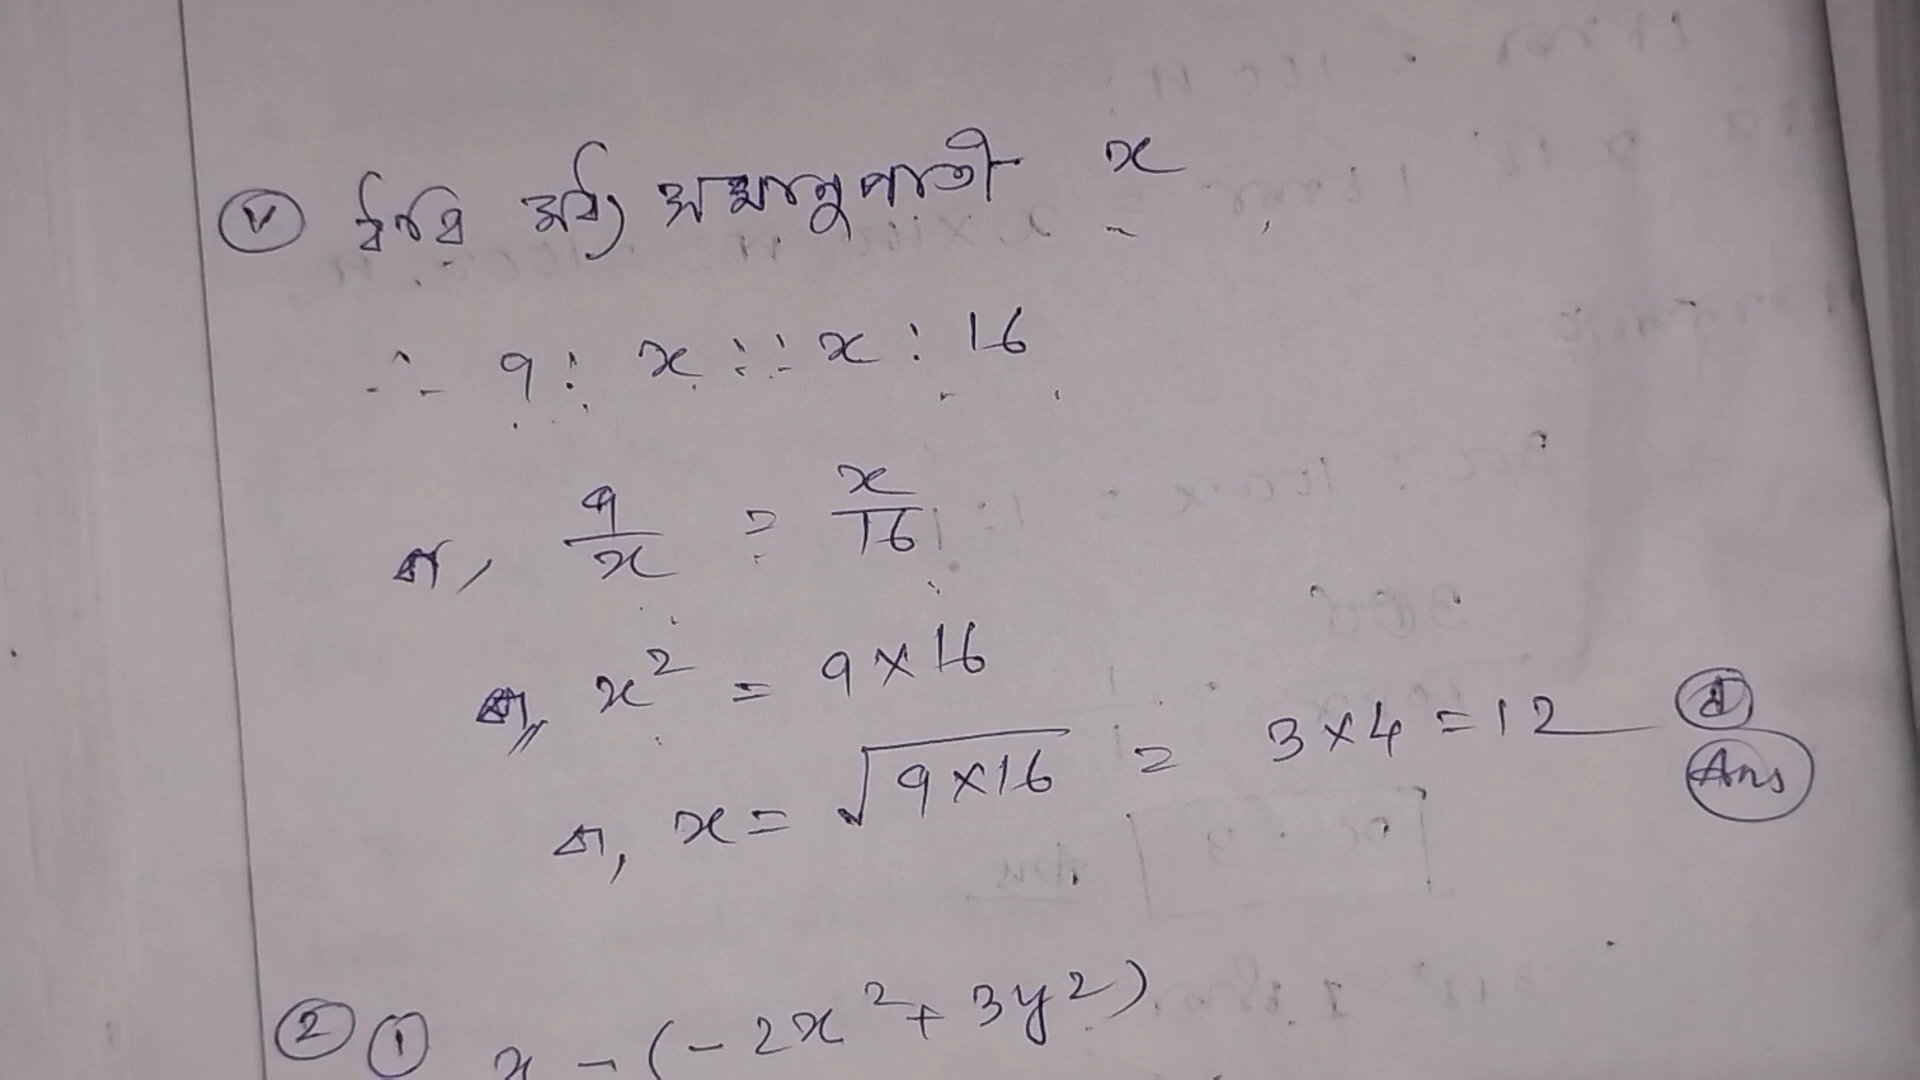 (v) ধরি মধ্য সমানুপাতী x
∴ 9 : x :: x : 16
বা, 9/x = x/16
বা, x² = 9 × 16
বা, x = √9×16 = 3 × 4 = 12 (d)
Ans
(2) (i) x - (-2x² + 3y²)